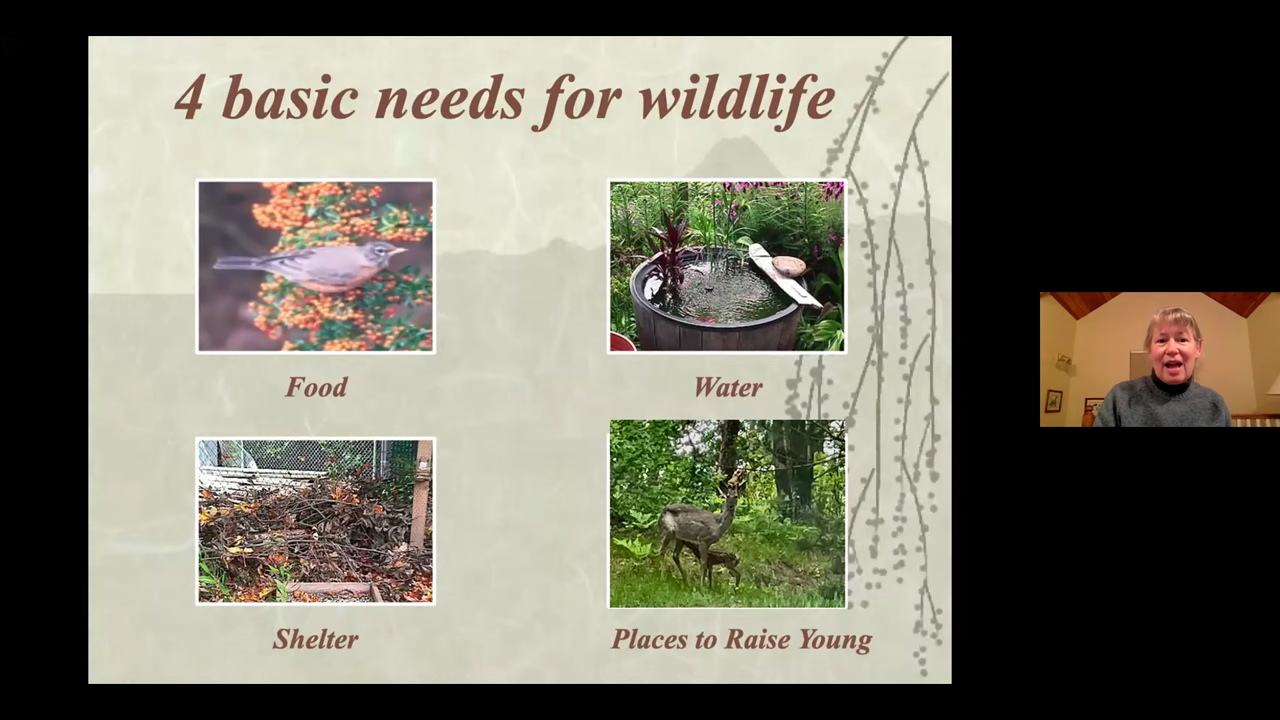 4 basic needs for wildlife
Food
Water
Shelter
Places to Raise Young